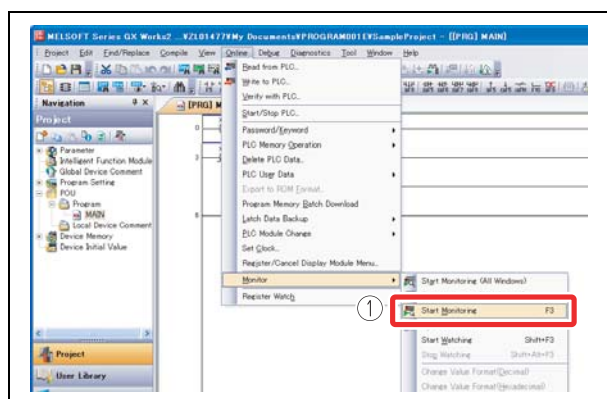 MELSOFT Series GX Works2 ...¥ZL01477¥My Documents¥PROGRAM001E¥SampleProject - [[PRG] MAIN]
Project Edit Find/Replace Compile View Online Debug Diagnostics Tool Window Help
Navigation
[PRG] M
Project
Parameter
Intelligent Function Module
Global Device Comment
Program Setting
POU
Program
MAIN
Local Device Comment
Device Memory
Device Initial Value
Project
User Library
0
Read from PLC...
Write to PLC...
Verify with PLC...
Start/Stop PLC...
Password/Keyword
PLC Memory Operation
Delete PLC Data...
PLC User Data
Export to ROM Format...
Program Memory Batch Download
Latch Data Backup
PLC Module Change
Set Clock...
Register/Cancel Display Module Menu...
Monitor
Register Watch
Start Monitoring (All Windows)
1
Start Monitoring F3
Start Watching Shift+F3
Stop Watching Shift+Alt+F3
Change Value Format(Decimal)
Change Value Format(Hexadecimal)